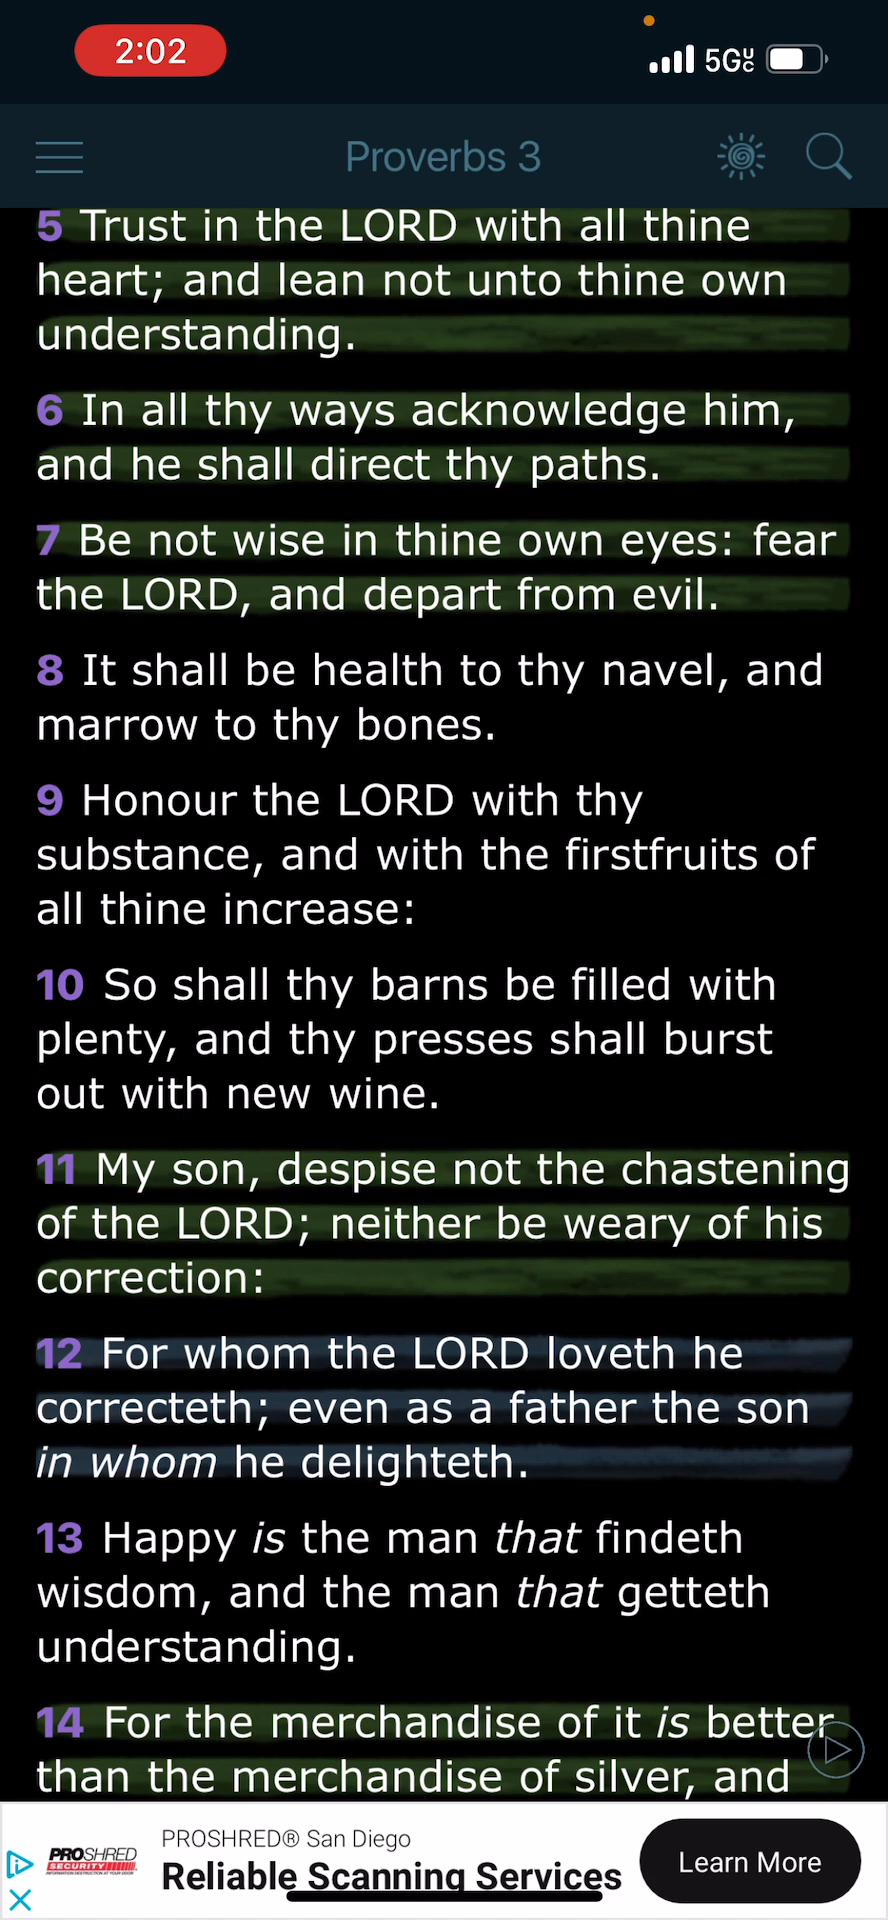 2:02
5G UC
Proverbs 3
5 Trust in the LORD with all thine
heart; and lean not unto thine own
understanding.
6 In all thy ways acknowledge him,
and he shall direct thy paths.
7 Be not wise in thine own eyes: fear
the LORD, and depart from evil.
8 It shall be health to thy navel, and
marrow to thy bones.
9 Honour the LORD with thy
substance, and with the firstfruits of
all thine increase:
10 So shall thy barns be filled with
plenty, and thy presses shall burst
out with new wine.
11 My son, despise not the chastening
of the LORD; neither be weary of his
correction:
12 For whom the LORD loveth he
correcteth; even as a father the son
in whom he delighteth.
13 Happy is the man that findeth
wisdom, and the man that getteth
understanding.
14 For the merchandise of it is better
than the merchandise of silver, and
PROSHRED® San Diego
PROSHRED
SECURITY
INFORMATION DESTRUCTION AT YOUR DOOR
Reliable Scanning Services
Learn More